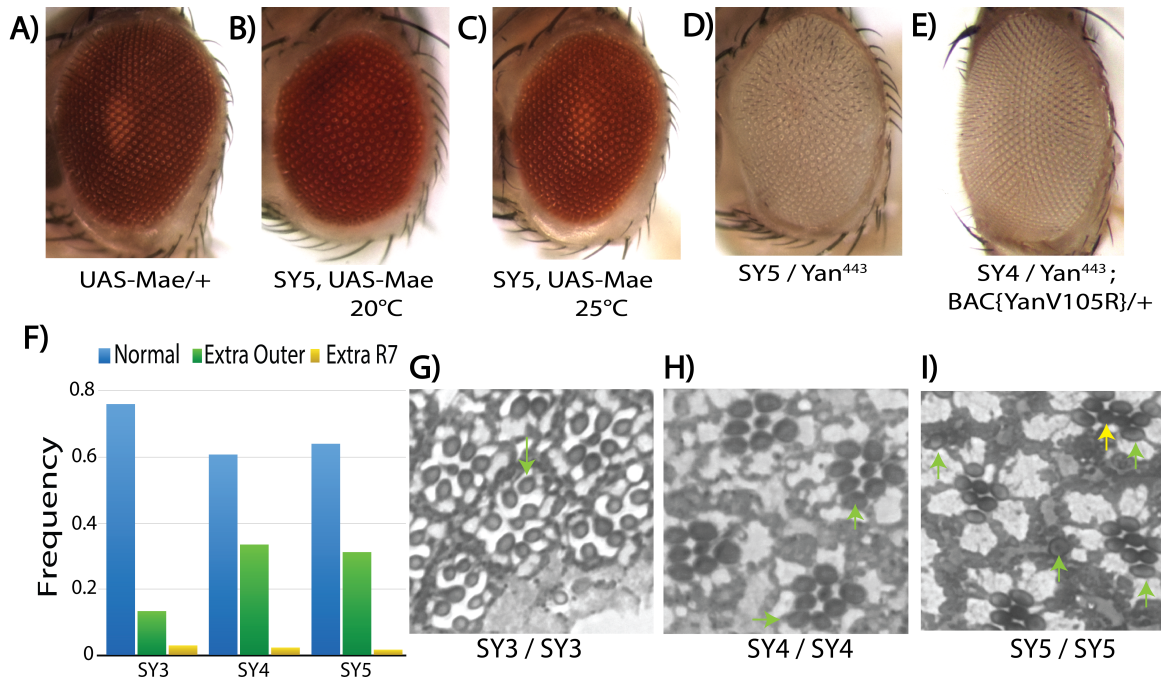 A)
B)
C)
D)
E)
UAS-Mae/+
SY5, UAS-Mae
20°C
SY5, UAS-Mae
25°C
SY5 / Yan⁴⁴³
SY4 / Yan⁴⁴³ ;
BAC{YanV105R}/+
F)
Normal
Extra Outer
Extra R7
Frequency
0.8
0.6
0.4
0.2
0
SY3
SY4
SY5
G)
H)
I)
SY3 / SY3
SY4 / SY4
SY5 / SY5